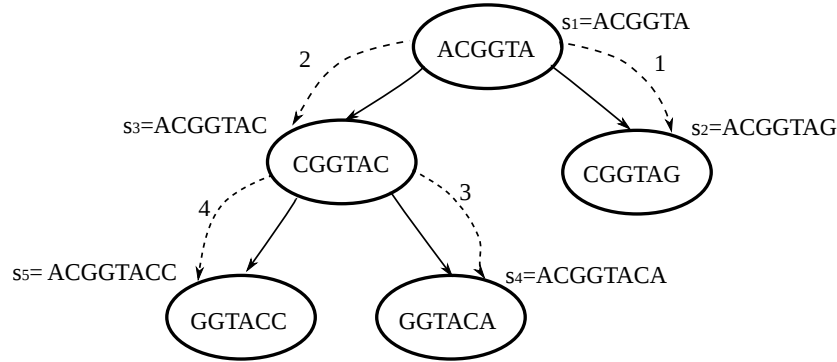 s1=ACGGTA
ACGGTA
2
1
s3=ACGGTAC
s2=ACGGTAG
CGGTAC
CGGTAG
4
3
s5= ACGGTACC
s4=ACGGTACA
GGTACC
GGTACA